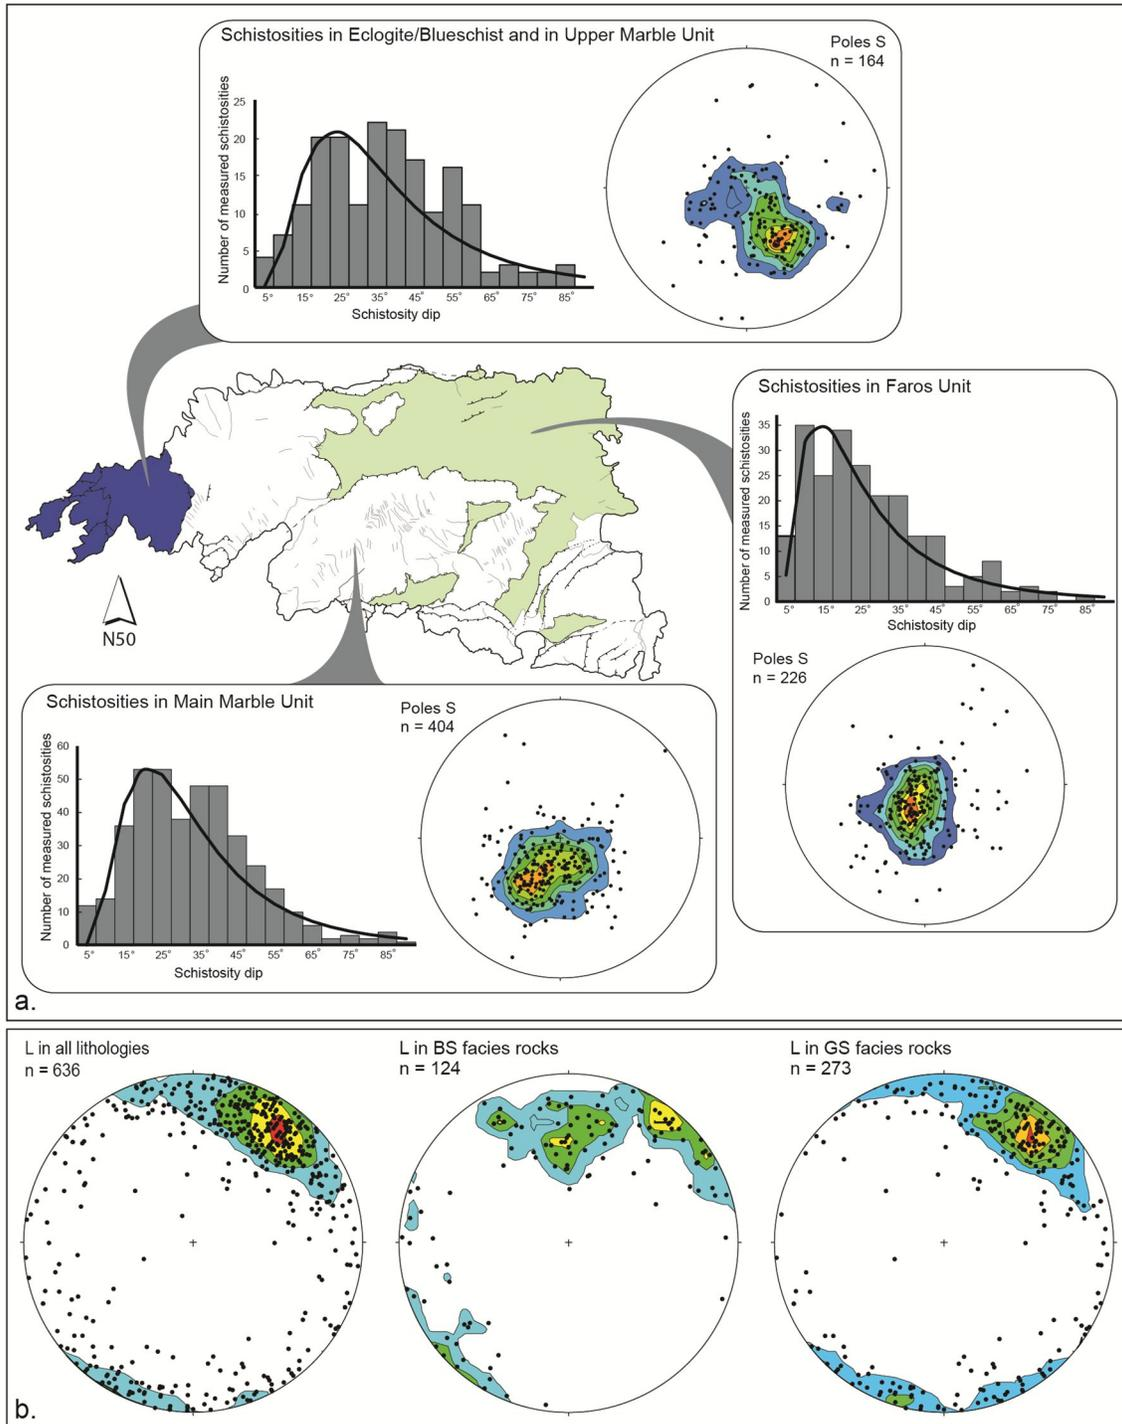 Schistosities in Eclogite/Blueschist and in Upper Marble Unit
Poles S
n = 164
Number of measured schistosities
25
20
15
10
5
0
5° 15° 25° 35° 45° 55° 65° 75° 85°
Schistosity dip
Schistosities in Faros Unit
Number of measured schistosities
35
30
25
20
15
10
5
0
5° 15° 25° 35° 45° 55° 65° 75° 85°
Schistosity dip
Poles S
n = 226
N50
Schistosities in Main Marble Unit
Poles S
n = 404
Number of measured schistosities
60
50
40
30
20
10
0
5° 15° 25° 35° 45° 55° 65° 75° 85°
Schistosity dip
a.
L in all lithologies
n = 636
L in BS facies rocks
n = 124
L in GS facies rocks
n = 273
b.